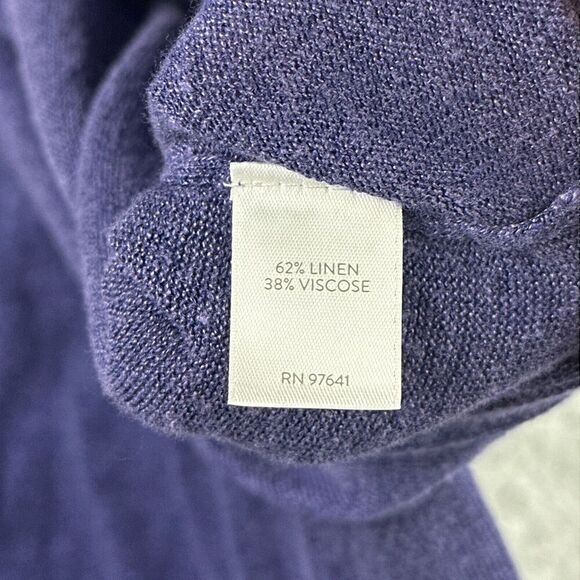 62% LINEN
38% VISCOSE
RN 97641